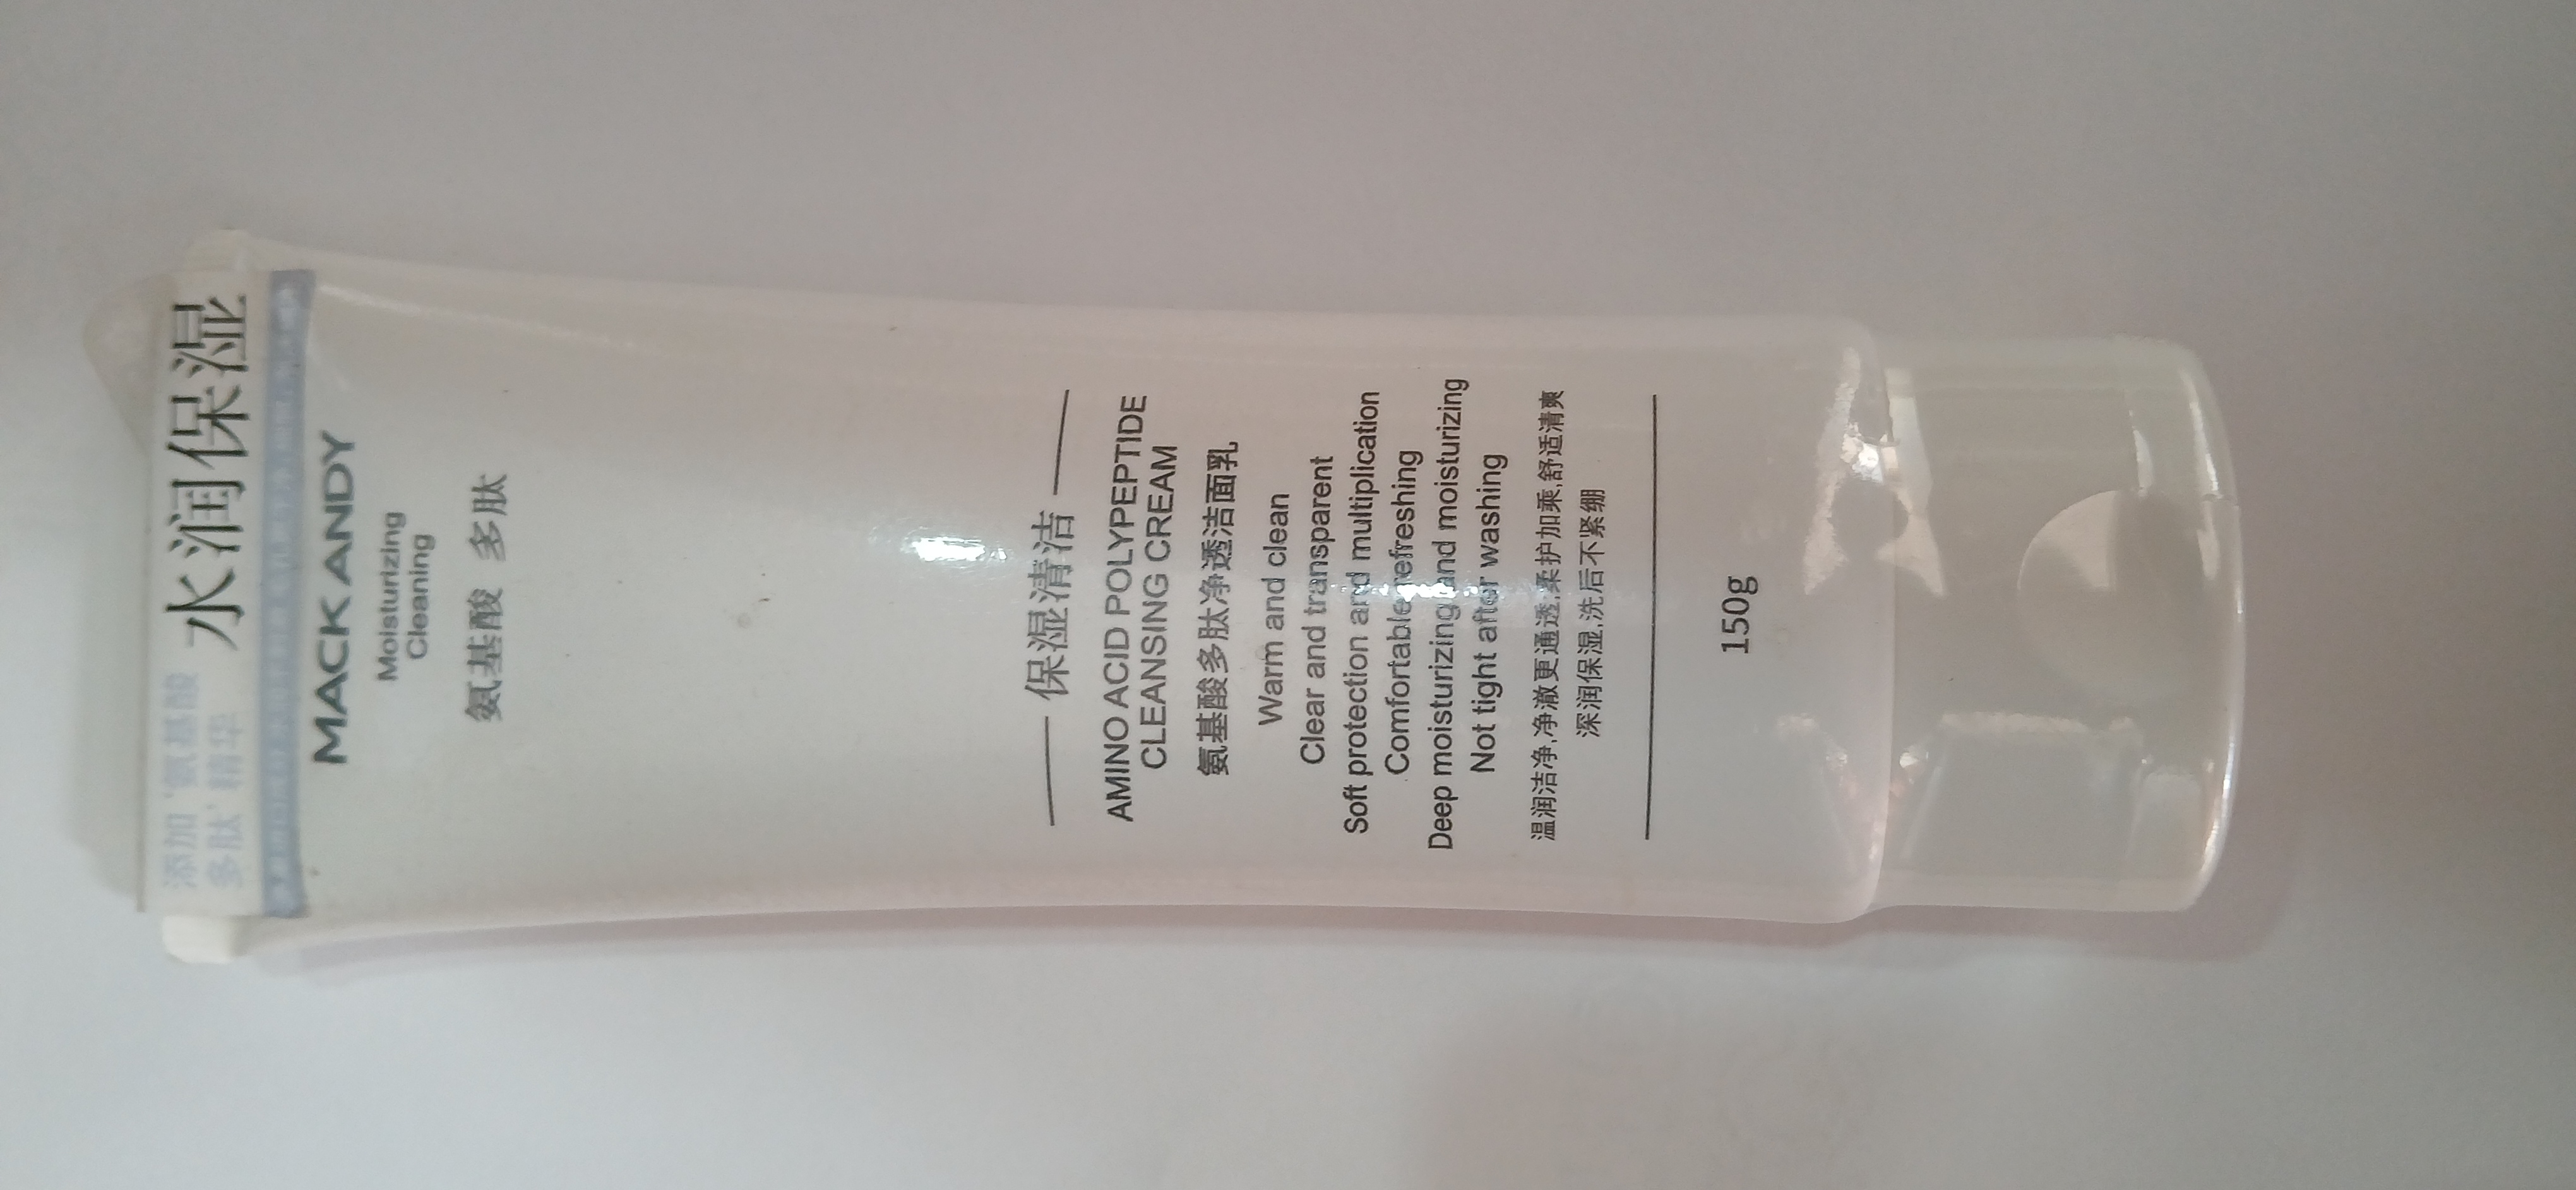 水润保湿
添加‘氨基酸
多肽’精华
MACK ANDY
Moisturizing
Cleaning
氨基酸 多肽
保湿清洁
AMINO ACID POLYPEPTIDE
CLEANSING CREAM
氨基酸多肽净透洁面乳
Warm and clean
Clear and transparent
Soft protection and multiplication
Comfortable refreshing
Deep moisturizing and moisturizing
Not tight after washing
温润洁净,净澈更通透,柔护加乘,舒适清爽
深润保湿,洗后不紧绷
150g